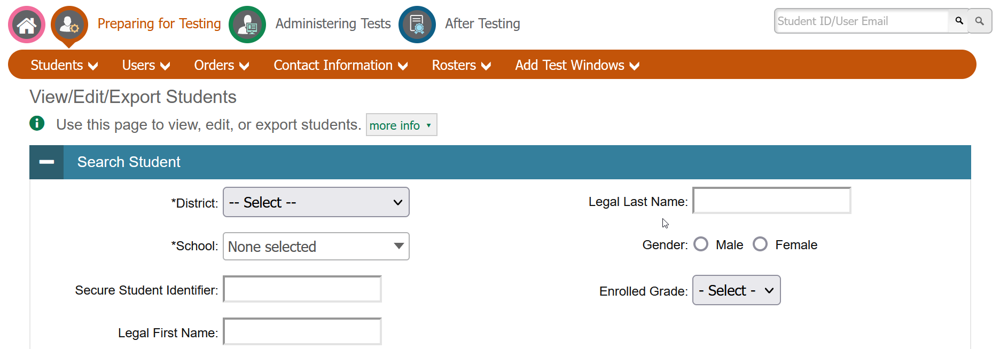 Preparing for Testing Administering Tests After Testing Student ID/User Email
Students Users Orders Contact Information Rosters Add Test Windows
View/Edit/Export Students
Use this page to view, edit, or export students. more info
Search Student
*District: -- Select -- Legal Last Name:
*School: None selected Gender: Male Female
Secure Student Identifier: Enrolled Grade: - Select -
Legal First Name: